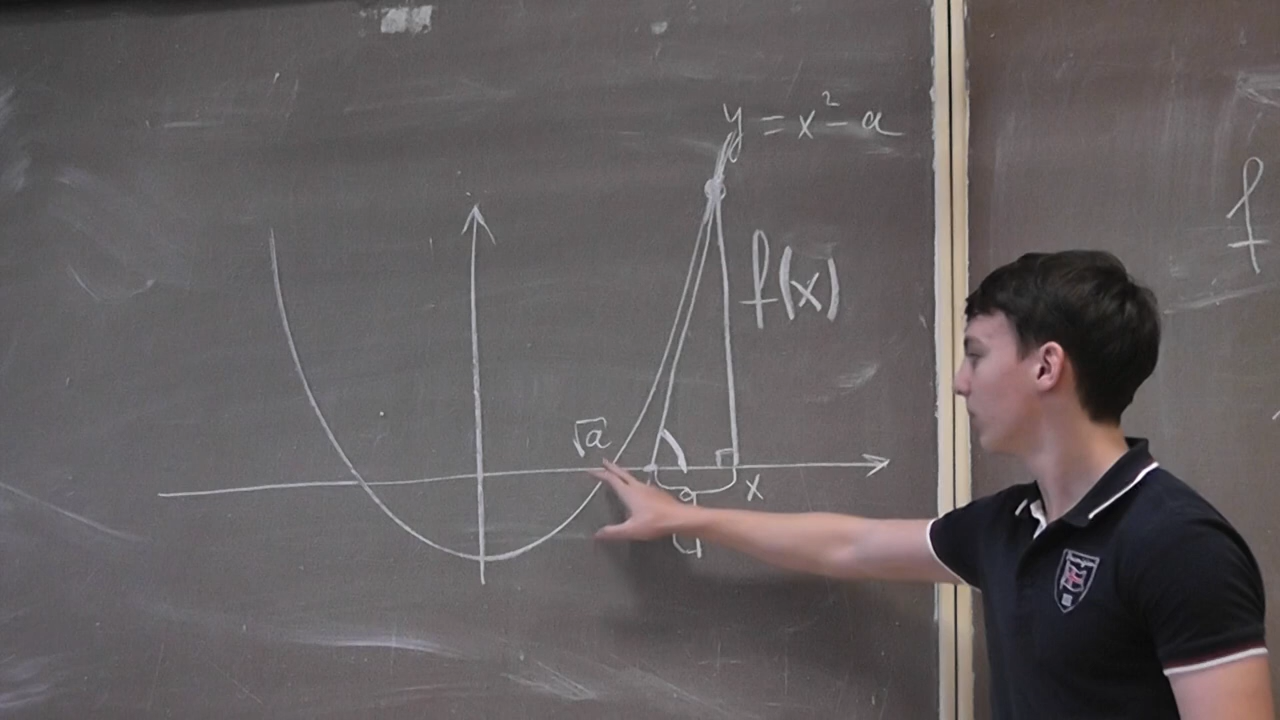 y = x² - a
f
f(x)
√a
x